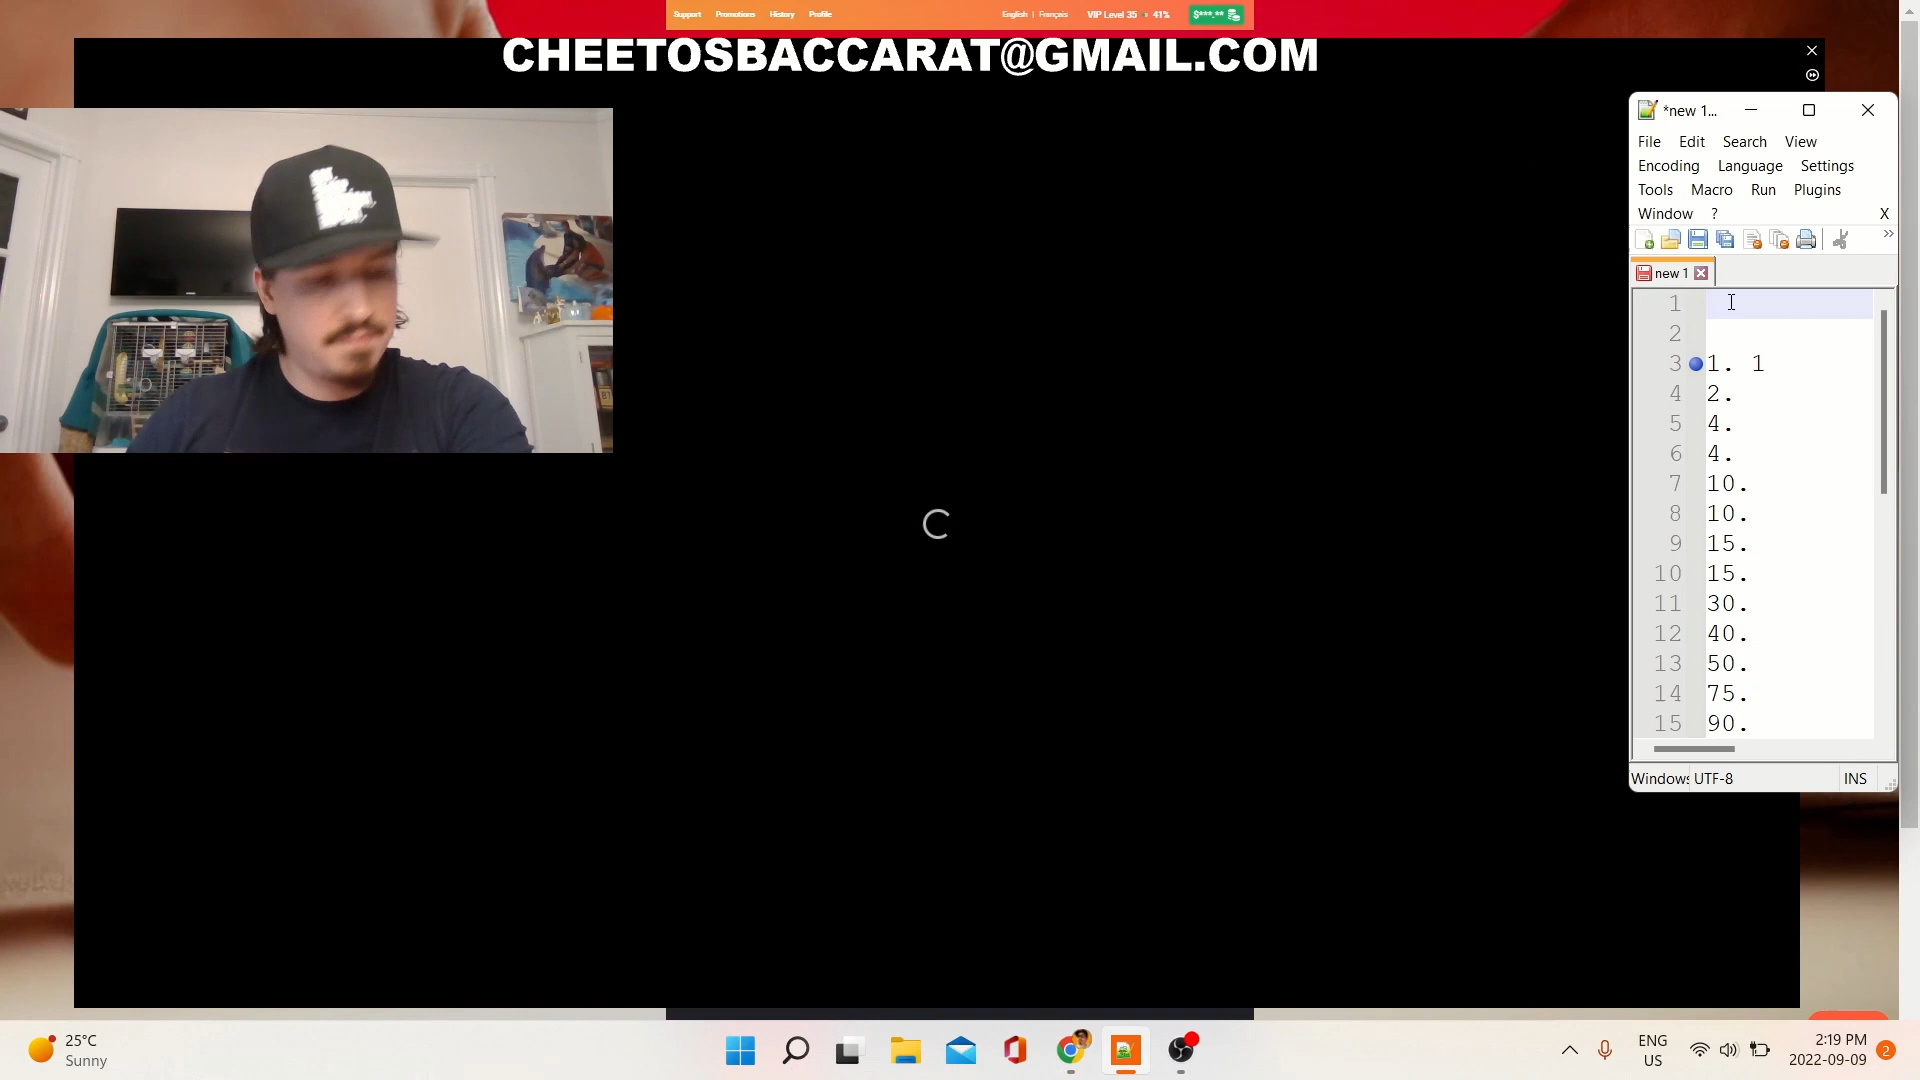 Support Promotions History Profile English | Français VIP Level 35 41% $***.**
CHEETOSBACCARAT@GMAIL.COM
*new 1...
File Edit Search View
Encoding Language Settings
Tools Macro Run Plugins
Window ? X
new 1
1
2
3 1. 1
4 2.
5 4.
6 4.
7 10.
8 10.
9 15.
10 15.
11 30.
12 40.
13 50.
14 75.
15 90.
Windows UTF-8 INS
25°C
Sunny
ENG
US
2:19 PM
2022-09-09
2